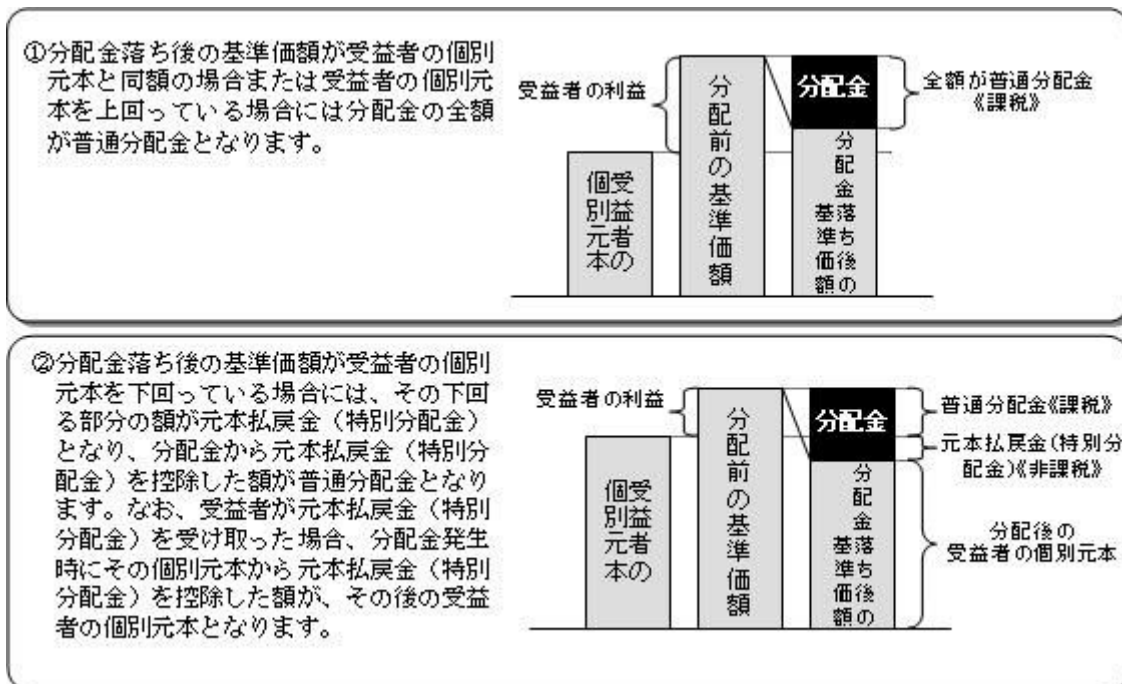 ①分配金落ち後の基準価額が受益者の個別
元本と同額の場合または受益者の個別元
本を上回っている場合には分配金の全額
が普通分配金となります。
受益者の利益
受益者の
個別元本
分配前の基準価額
分配金
分配金落ち後の
基準価額
全額が普通分配金
《課税》
②分配金落ち後の基準価額が受益者の個別
元本を下回っている場合には、その下回
る部分の額が元本払戻金（特別分配金）
となり、分配金から元本払戻金（特別分
配金）を控除した額が普通分配金となり
ます。なお、受益者が元本払戻金（特別
分配金）を受け取った場合、分配金発生
時にその個別元本から元本払戻金（特別
分配金）を控除した額が、その後の受益
者の個別元本となります。
受益者の利益
受益者の
個別元本
分配前の基準価額
分配金
分配金落ち後の
基準価額
普通分配金《課税》
元本払戻金(特別分
配金)《非課税》
分配後の
受益者の個別元本